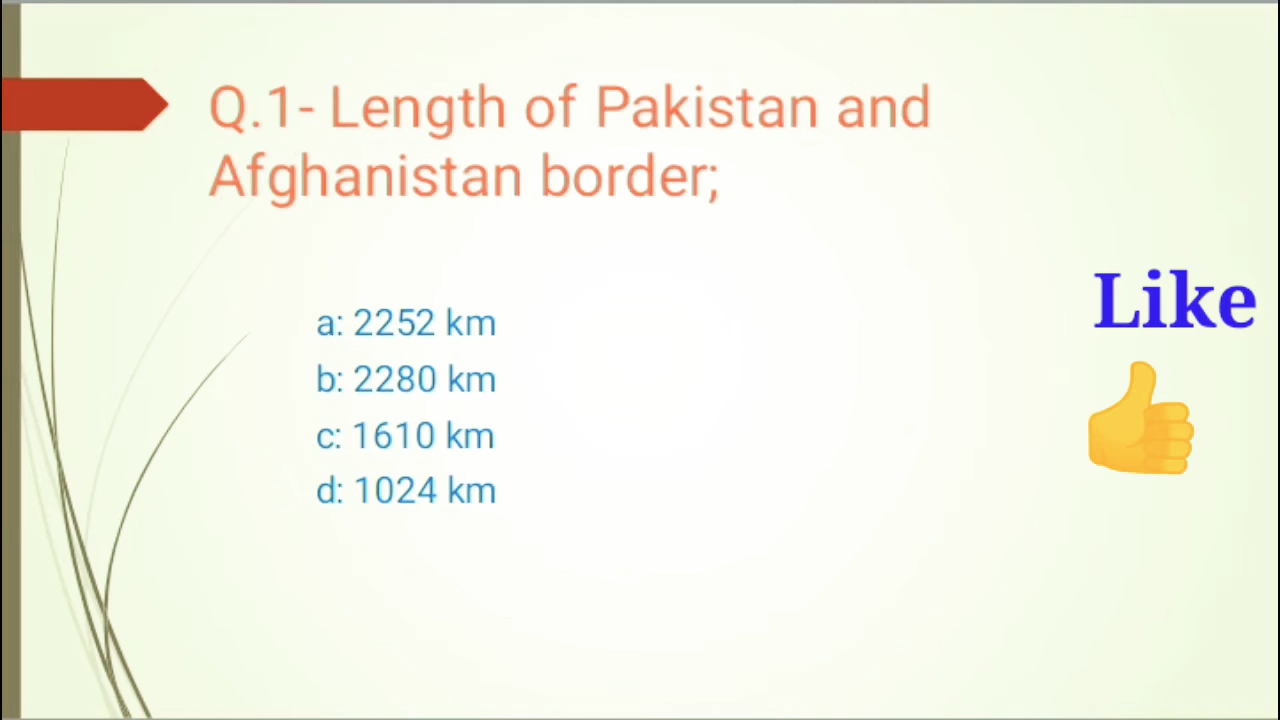 Q.1- Length of Pakistan and
Afghanistan border;
a: 2252 km
b: 2280 km
c: 1610 km
d: 1024 km
Like